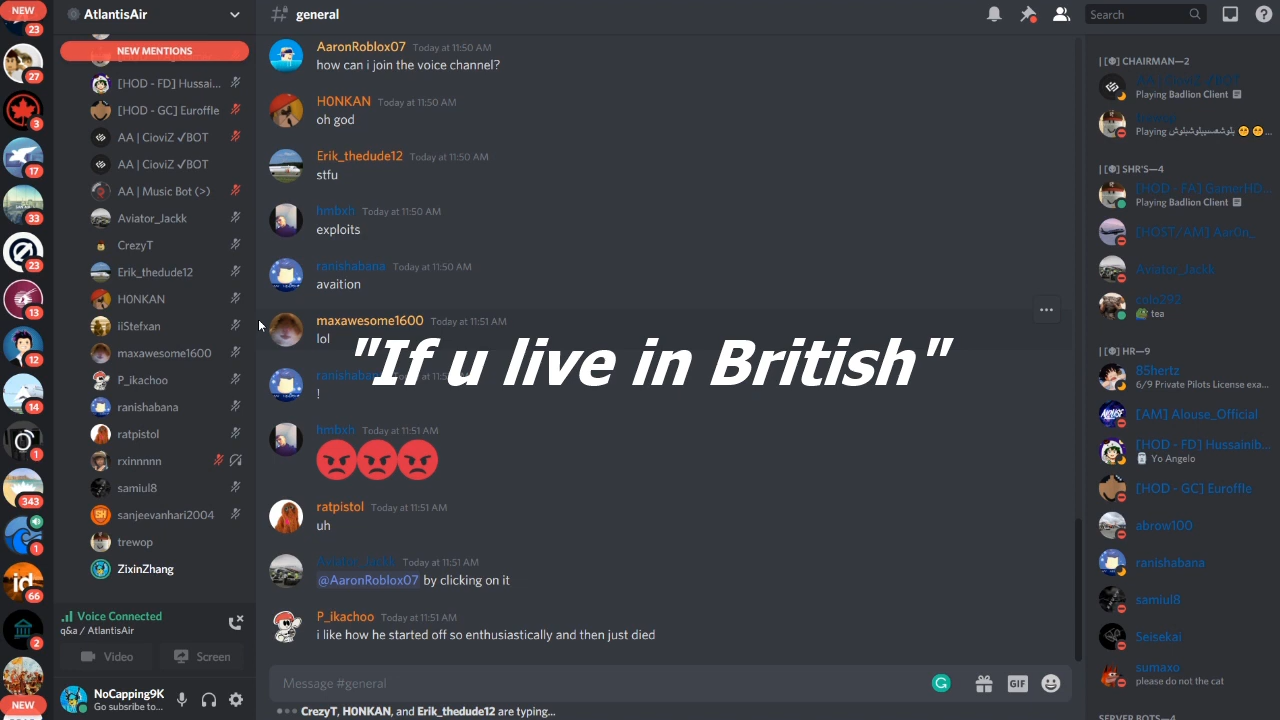 NEW
23
27
3
17
33
23
13
12
14
1
343
1
id
66
2
NEW
AtlantisAir
NEW MENTIONS
[HOD - FD] Hussai...
[HOD - GC] Euroffle
AA | CioviZ ✓BOT
AA | CioviZ ✓BOT
AA | Music Bot (>)
Aviator_Jackk
CrezyT
Erik_thedude12
H0NKAN
iiStefxan
maxawesome1600
P_ikachoo
ranishabana
ratpistol
rxinnnnn
samiul8
SH sanjeevanhari2004
trewop
ZixinZhang
Voice Connected
q&a / AtlantisAir
Video Screen
NoCapping9K
Go subsribe to...
general
Search
AaronRoblox07 Today at 11:50 AM
how can i join the voice channel?
H0NKAN Today at 11:50 AM
oh god
Erik_thedude12 Today at 11:50 AM
stfu
hmbxh Today at 11:50 AM
exploits
ranishabana Today at 11:50 AM
avaition
maxawesome1600 Today at 11:51 AM
lol
"If u live in British"
!
hmbxh Today at 11:51 AM
😡😡😡
ratpistol Today at 11:51 AM
uh
Aviator_Jackk Today at 11:51 AM
@AaronRoblox07 by clicking on it
P_ikachoo Today at 11:51 AM
i like how he started off so enthusiastically and then just died
Message #general
GIF
CrezyT, H0NKAN, and Erik_thedude12 are typing...
CHAIRMAN—2
Playing Badlion Client
Playing
SHR'S—4
[HOD - FA] GamerHD...
Playing Badlion Client
[HOST/AM] AarOn_
Aviator_Jackk
colo292
tea
HR—9
85hertz
6/9 Private Pilots License exa...
[AM] Alouse_Official
[HOD - FD] Hussainib...
Yo Angelo
[HOD - GC] Euroffle
abrow100
ranishabana
samiul8
Seisekai
sumaxo
please do not the cat
SERVER BOTS—4